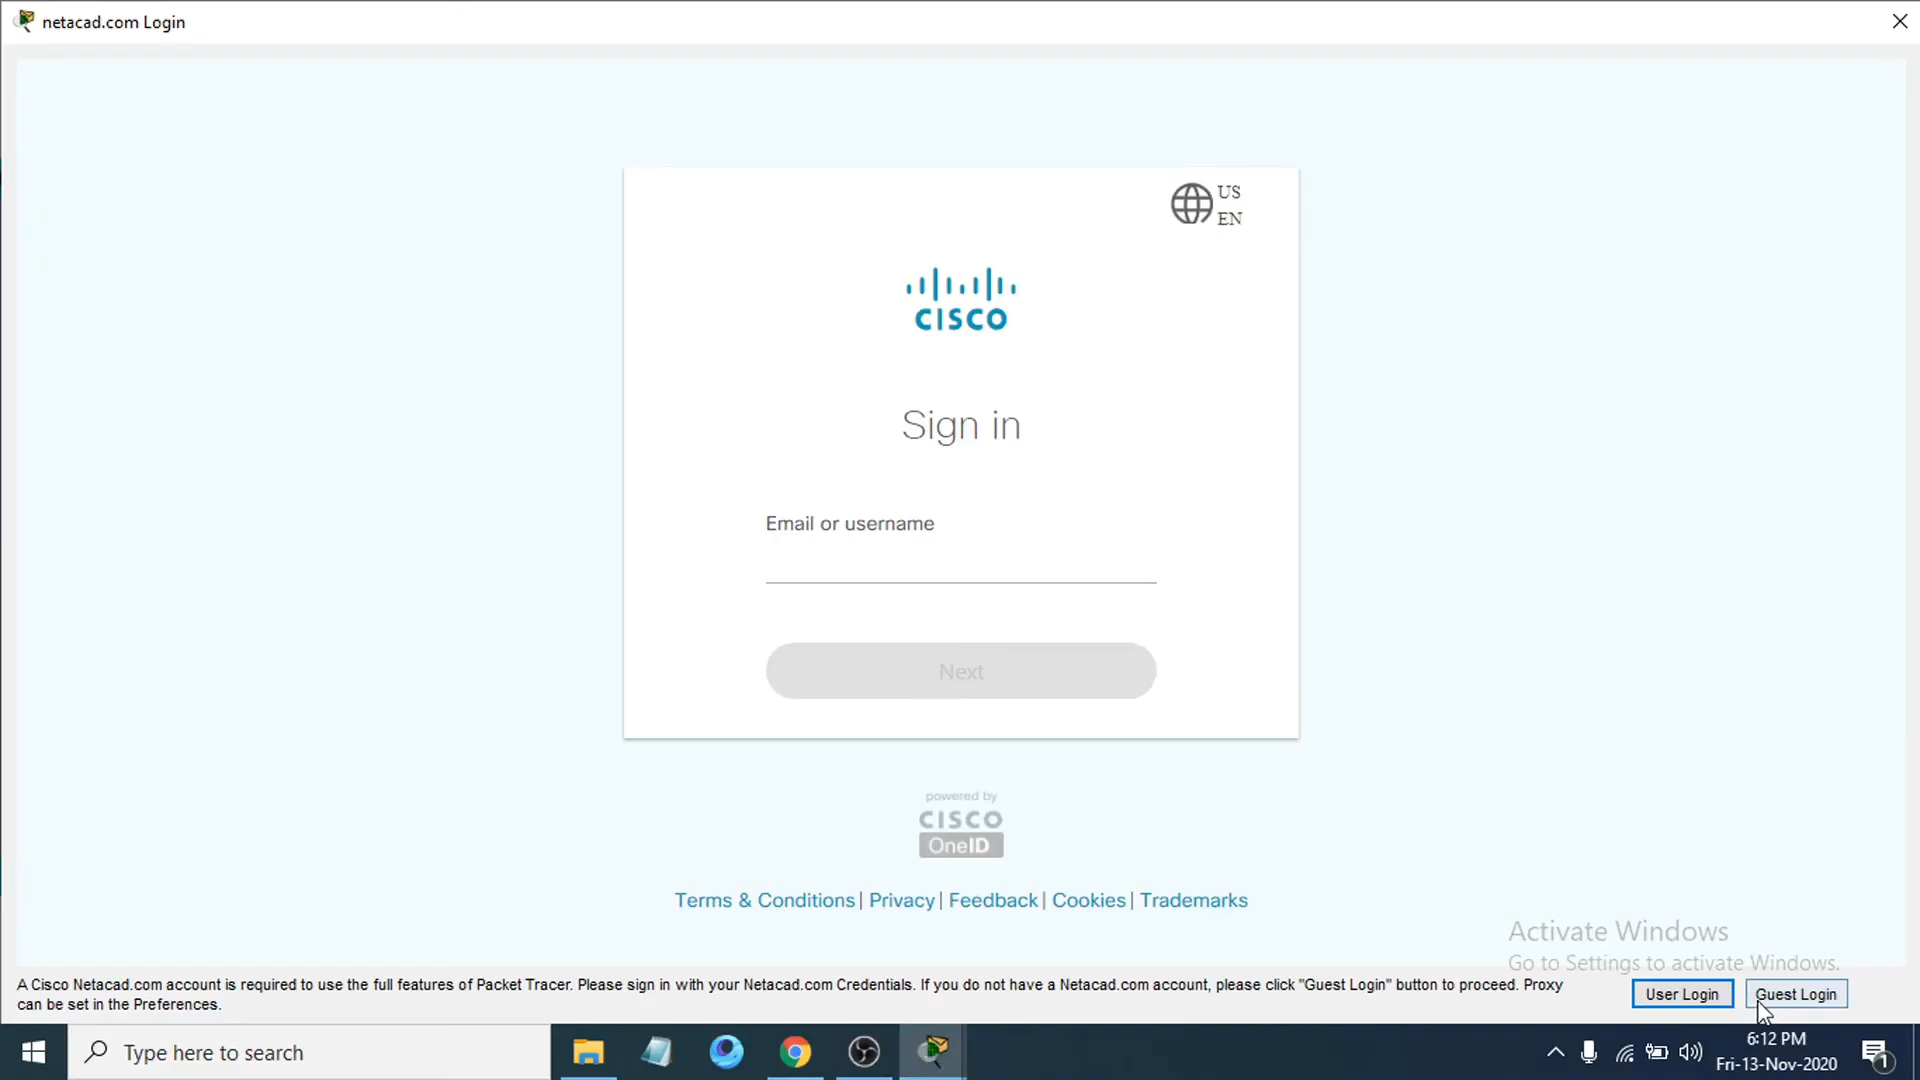 netacad.com Login
US
EN
CISCO
Sign in
Email or username
Next
powered by
CISCO
OneID
Terms & Conditions | Privacy | Feedback | Cookies | Trademarks
Activate Windows
Go to Settings to activate Windows.
A Cisco Netacad.com account is required to use the full features of Packet Tracer. Please sign in with your Netacad.com Credentials. If you do not have a Netacad.com account, please click "Guest Login" button to proceed. Proxy
can be set in the Preferences.
User Login
Guest Login
Type here to search
6:12 PM
Fri-13-Nov-2020
1